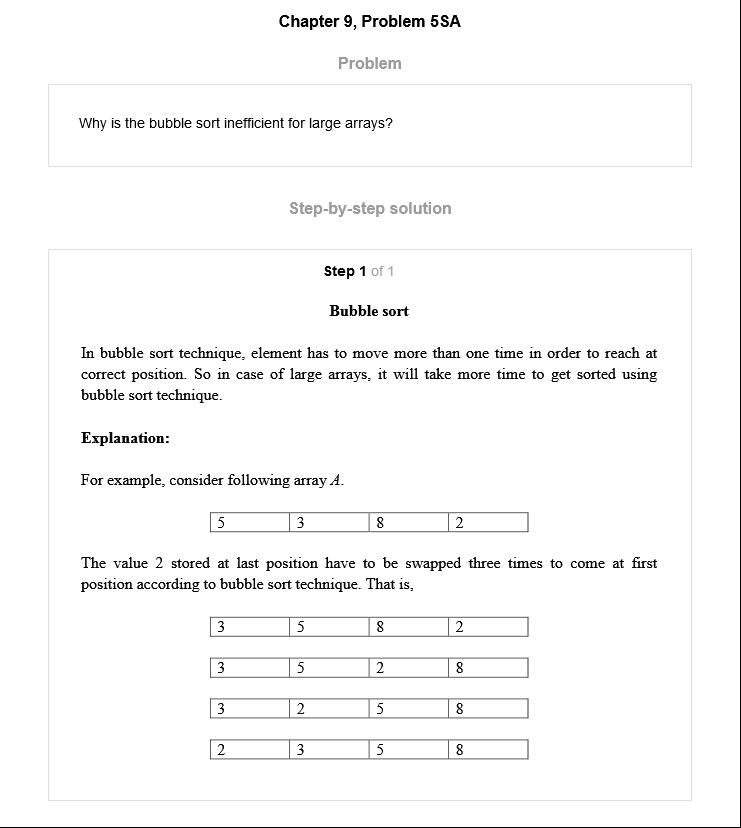 Chapter 9, Problem 5SA
Problem
Why is the bubble sort inefficient for large arrays?
Step-by-step solution
Step 1 of 1
Bubble sort
In bubble sort technique, element has to move more than one time in order to reach at
correct position. So in case of large arrays, it will take more time to get sorted using
bubble sort technique.
Explanation:
For example, consider following array A.
5 3 8 2
The value 2 stored at last position have to be swapped three times to come at first
position according to bubble sort technique. That is,
3 5 8 2
3 5 2 8
3 2 5 8
2 3 5 8